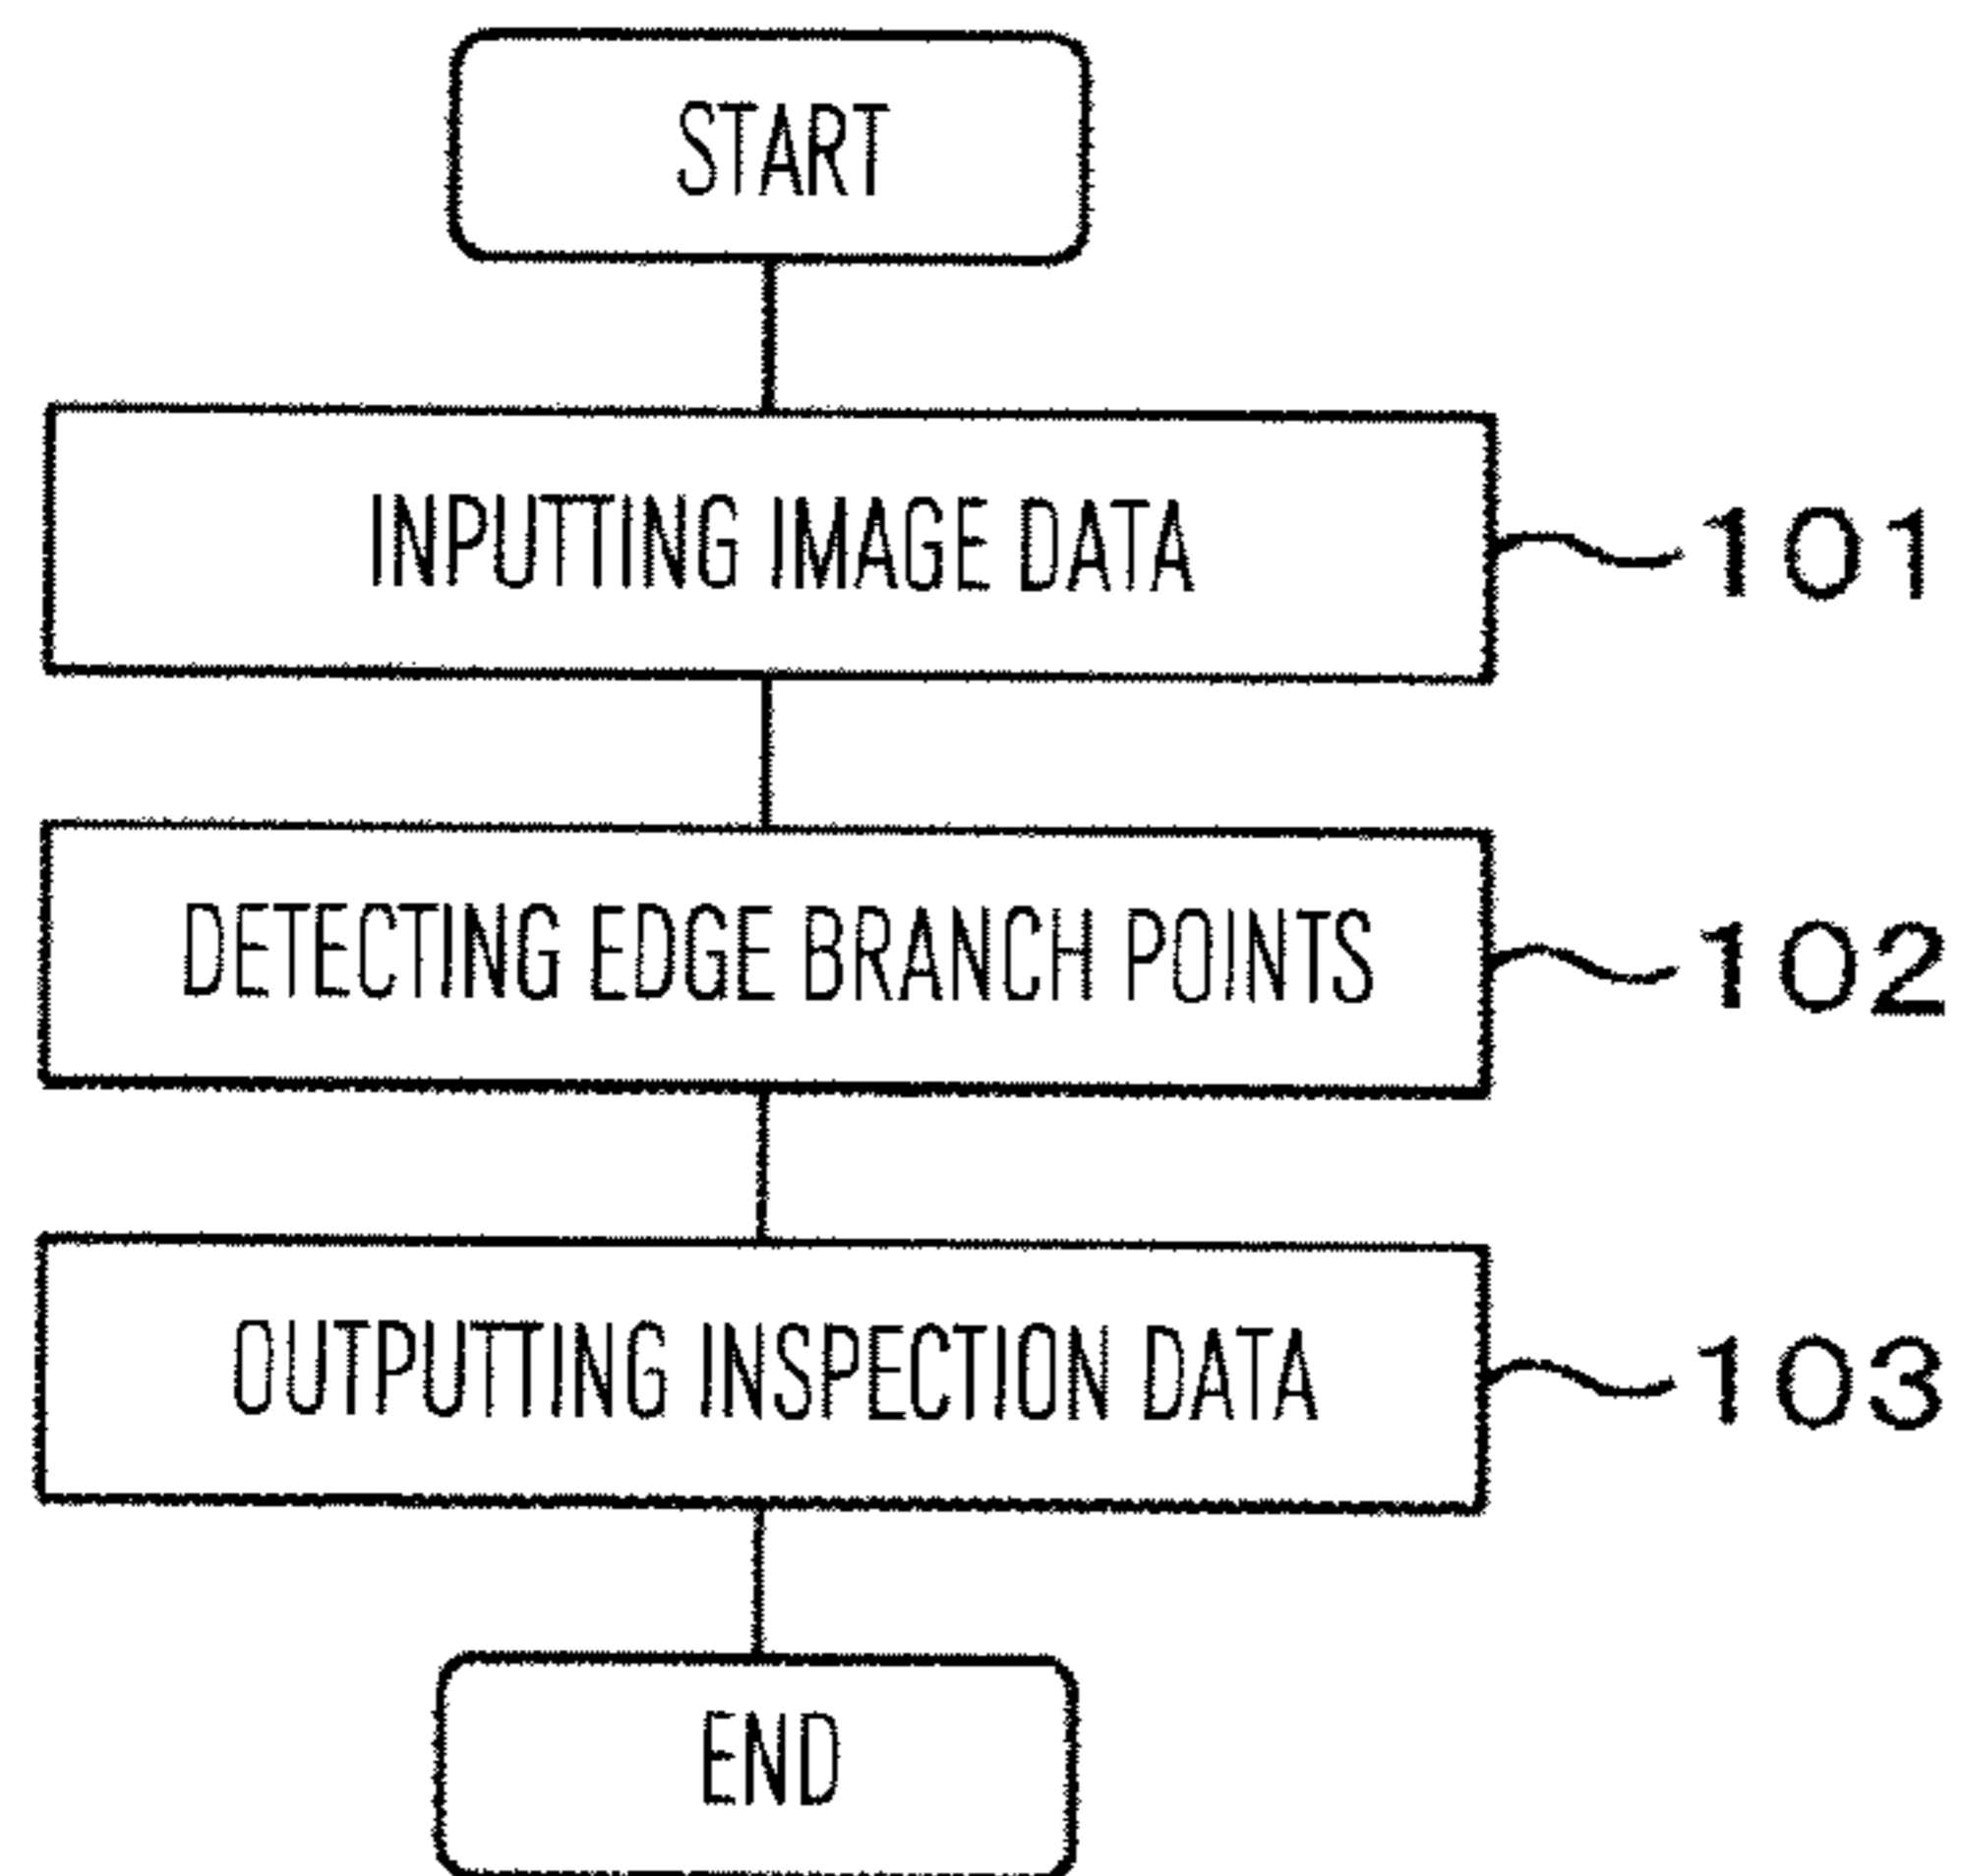 START
INPUTTING IMAGE DATA
101
DETECTING EDGE BRANCH POINTS
102
OUTPUTTING INSPECTION DATA
103
END